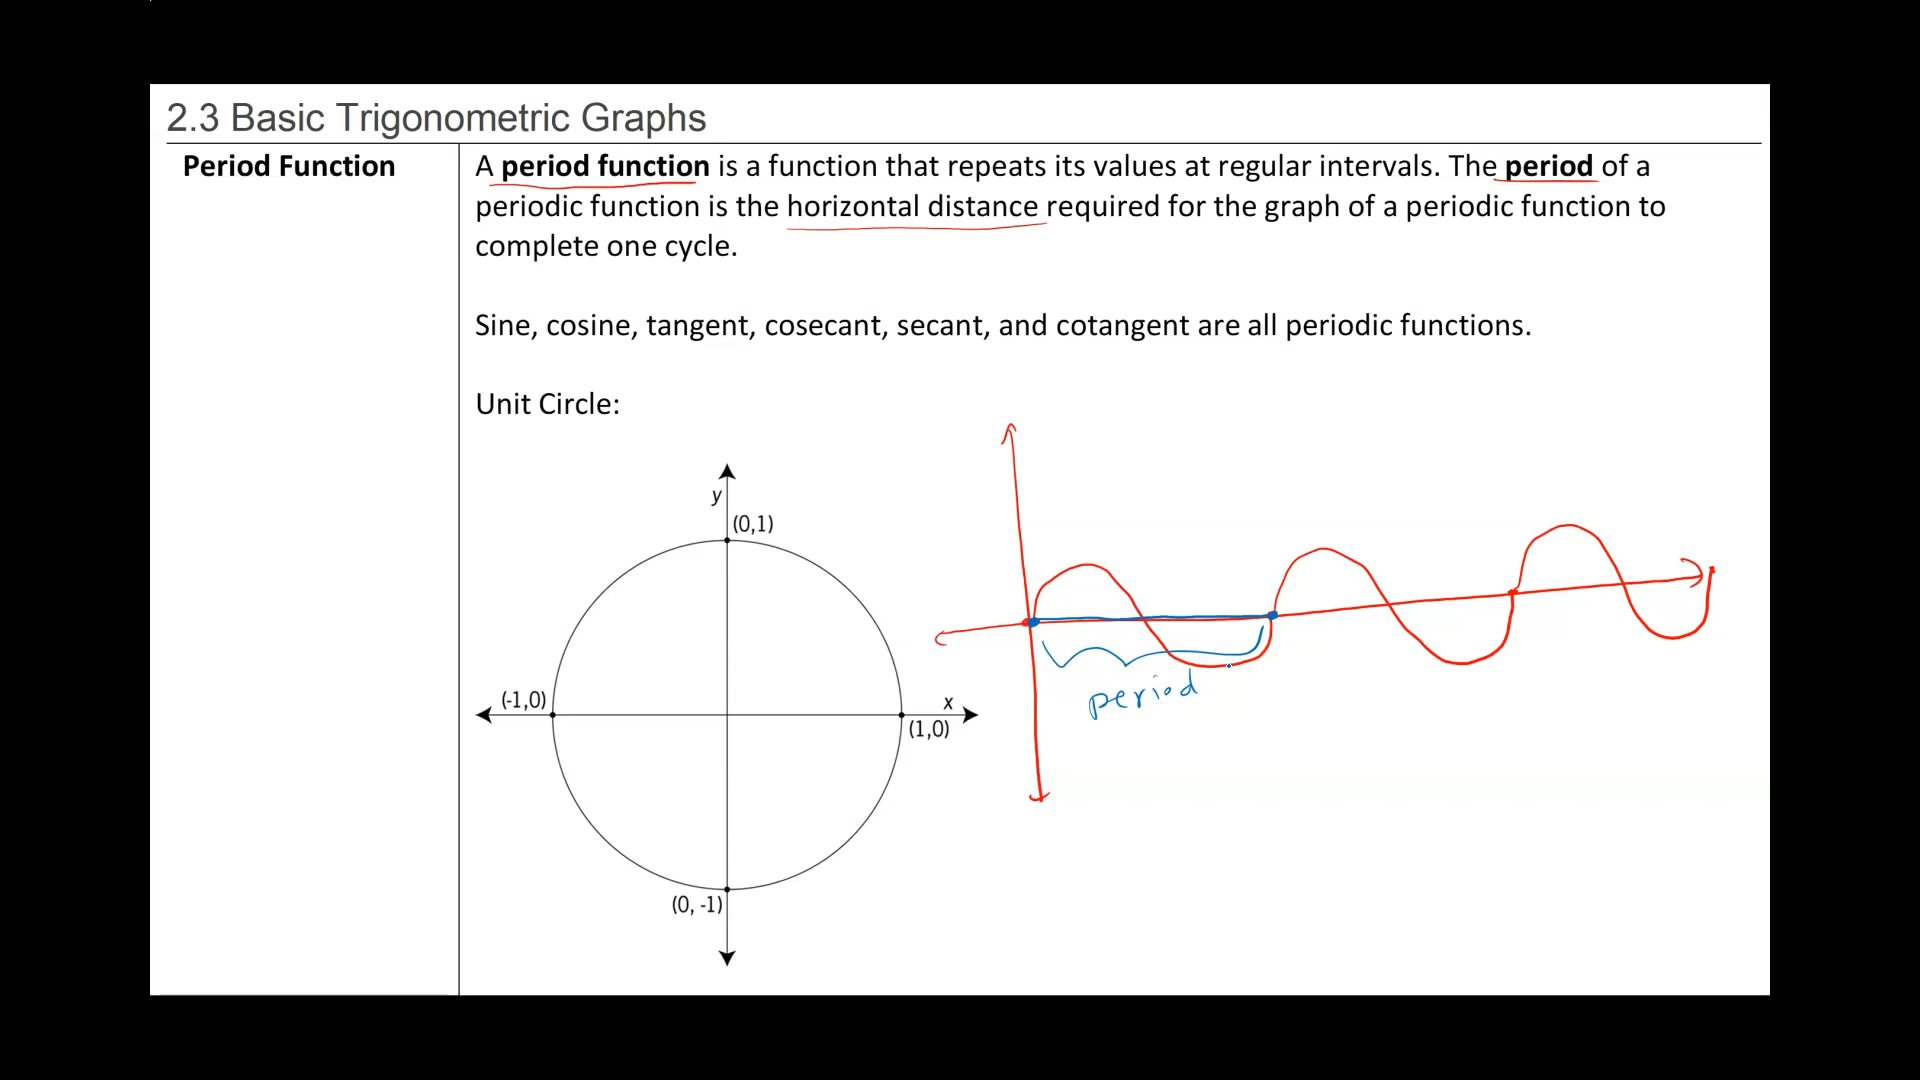 2.3 Basic Trigonometric Graphs
Period Function
A period function is a function that repeats its values at regular intervals. The period of a
periodic function is the horizontal distance required for the graph of a periodic function to
complete one cycle.
Sine, cosine, tangent, cosecant, secant, and cotangent are all periodic functions.
Unit Circle:
y
(0,1)
(-1,0)
x
(1,0)
(0, -1)
period